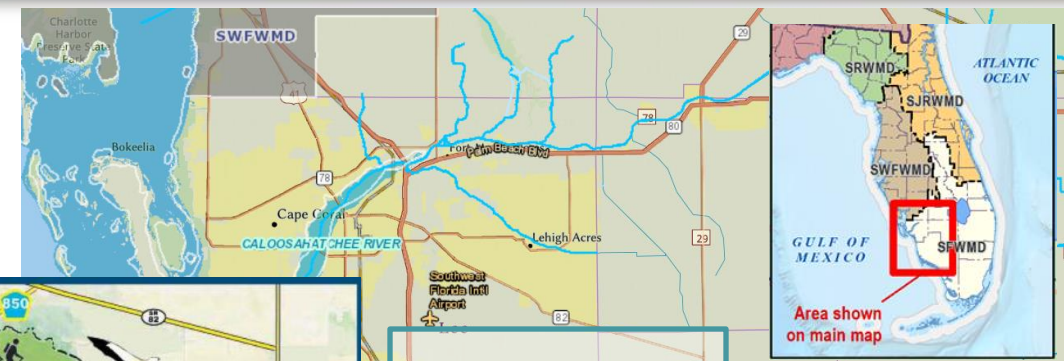 Charlotte
Harbor
Preserve State
Park
SWFWMD
41
29
Bokeelia
78
80
Palm Beach Blvd
78
Cape Coral
CALOOSAHATCHEE RIVER
Lehigh Acres
29
Southwest
Florida Int'l
Airport
82
SRWMD
ATLANTIC
OCEAN
SJRWMD
SWFWMD
GULF OF
MEXICO
SFWMD
Area shown
on main map
850
SR
82